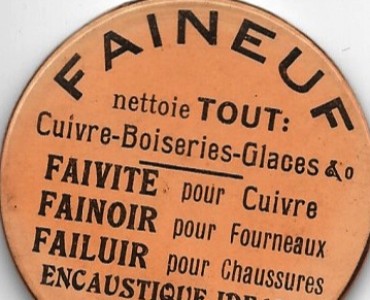 FAINEUF
nettoie TOUT:
Cuivre-Boiseries-Glaces &o
FAIVITE pour Cuivre
FAINOIR pour Fourneaux
FAILUIR pour Chaussures
ENCAUSTIQUE